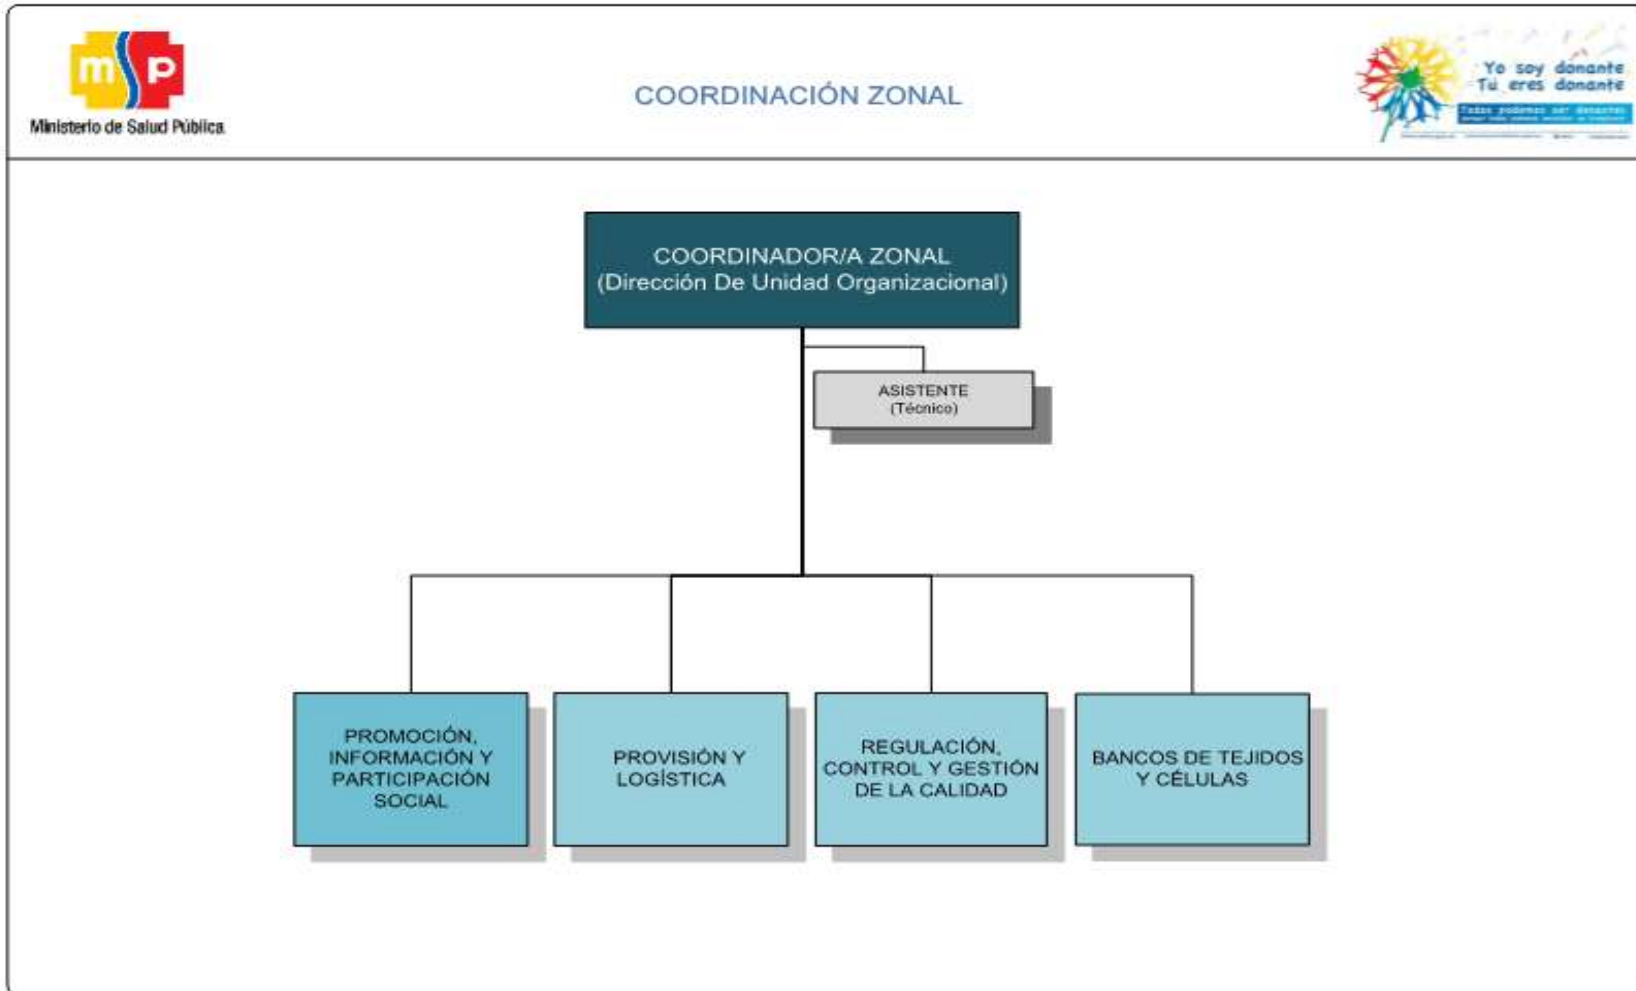 msp
Ministerio de Salud Pública
COORDINACIÓN ZONAL
Yo soy donante
Tú eres donante
COORDINADOR/A ZONAL
(Dirección De Unidad Organizacional)
ASISTENTE
(Técnico)
PROMOCIÓN,
INFORMACIÓN Y
PARTICIPACIÓN
SOCIAL
PROVISIÓN Y
LOGÍSTICA
REGULACIÓN,
CONTROL Y GESTIÓN
DE LA CALIDAD
BANCOS DE TEJIDOS
Y CÉLULAS